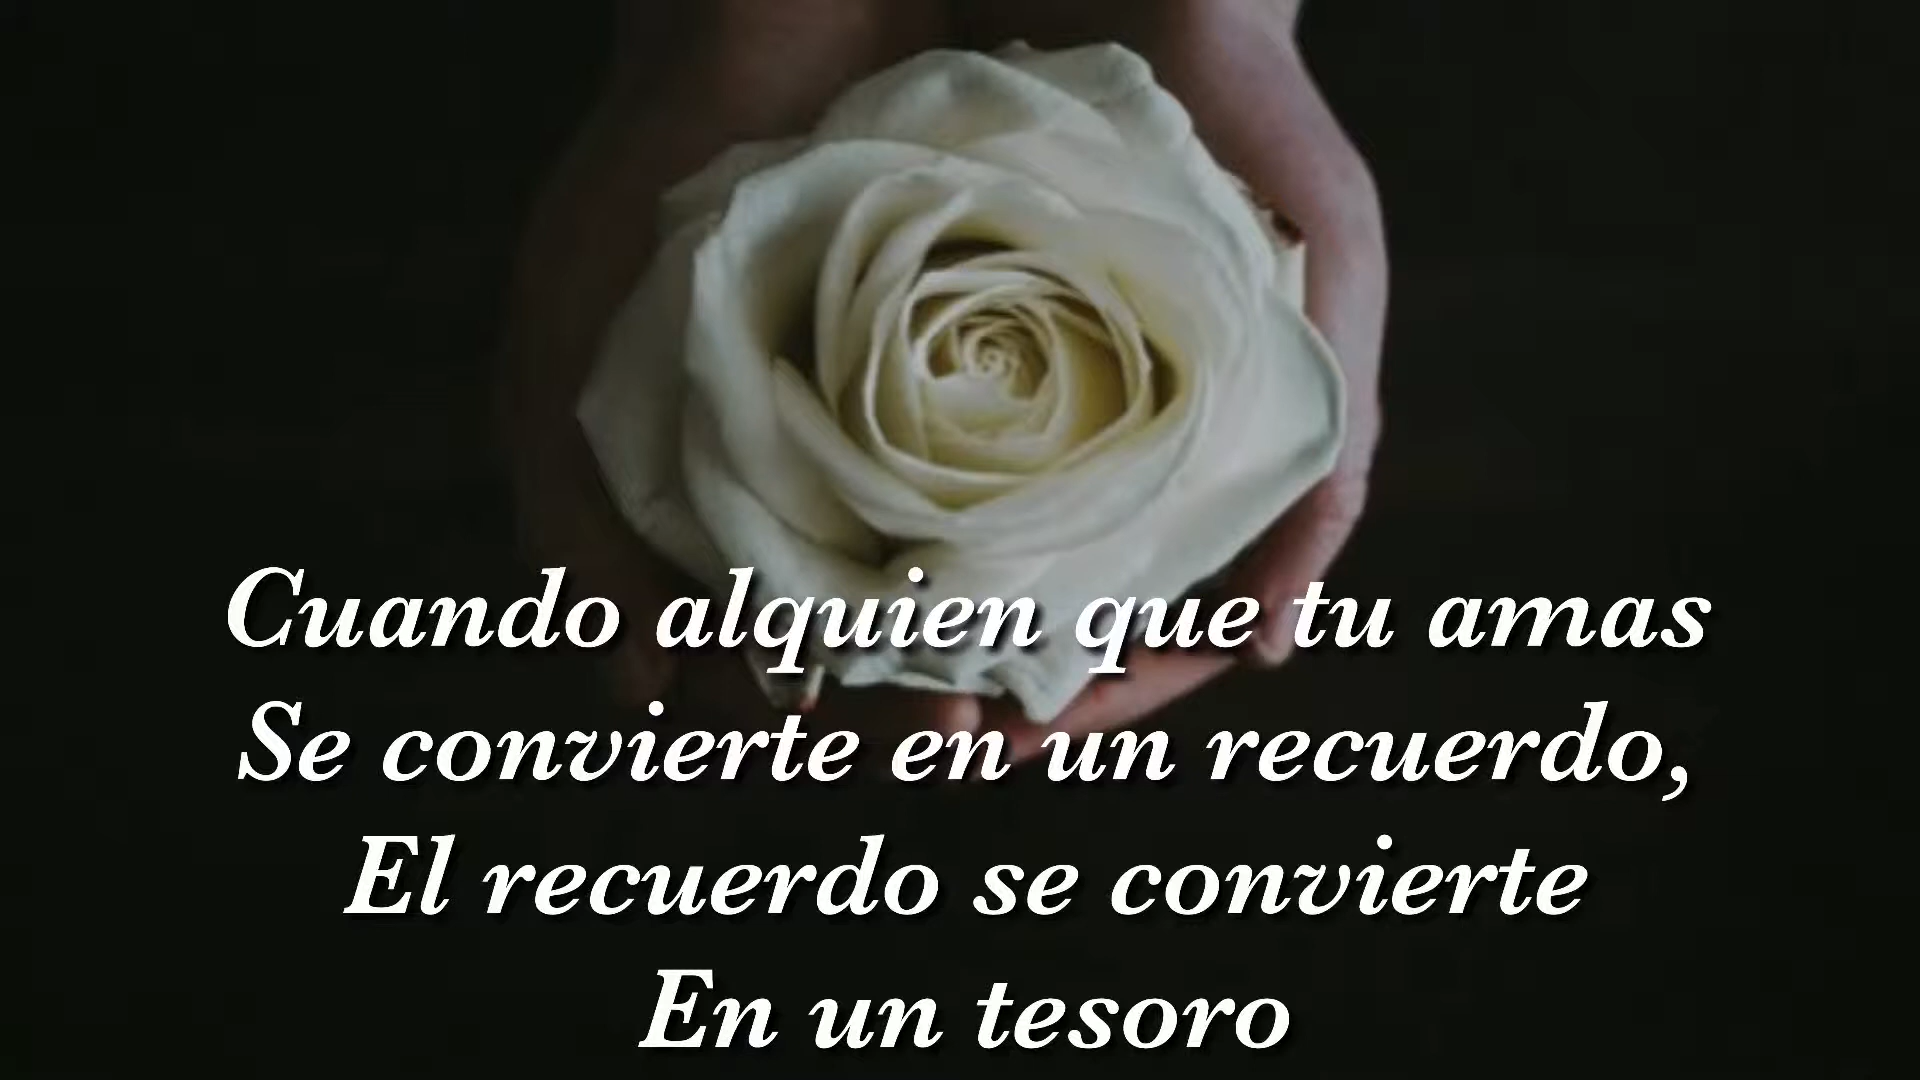 Cuando alquien que tu amas
Se convierte en un recuerdo,
El recuerdo se convierte
En un tesoro